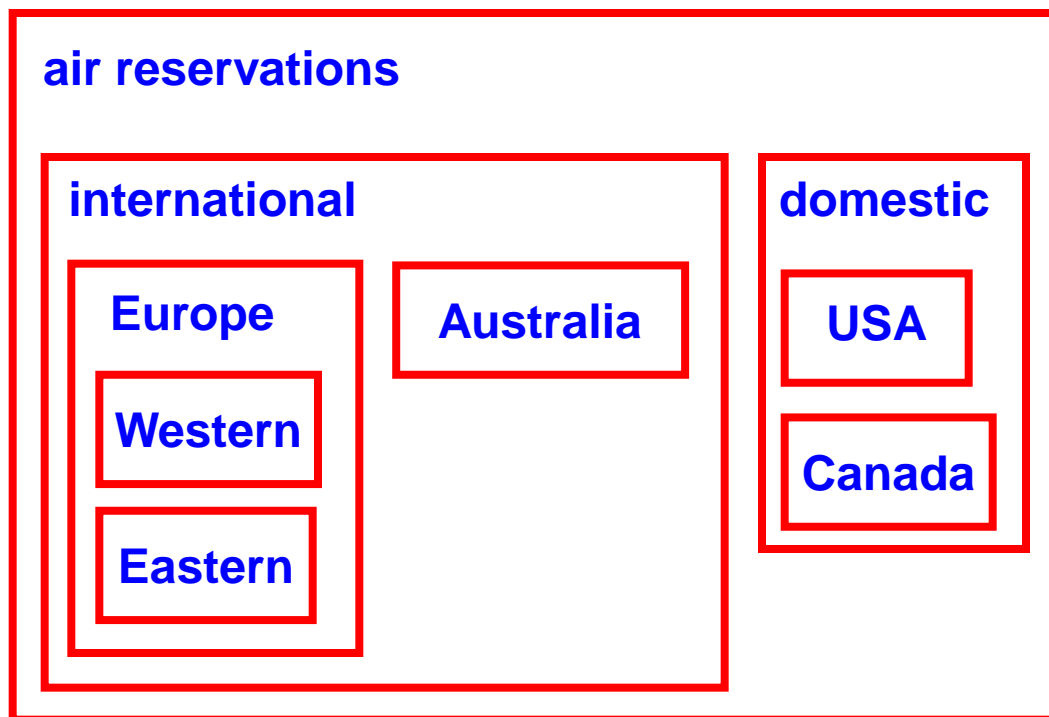 air reservations
international
domestic
Europe
Australia
USA
Western
Canada
Eastern